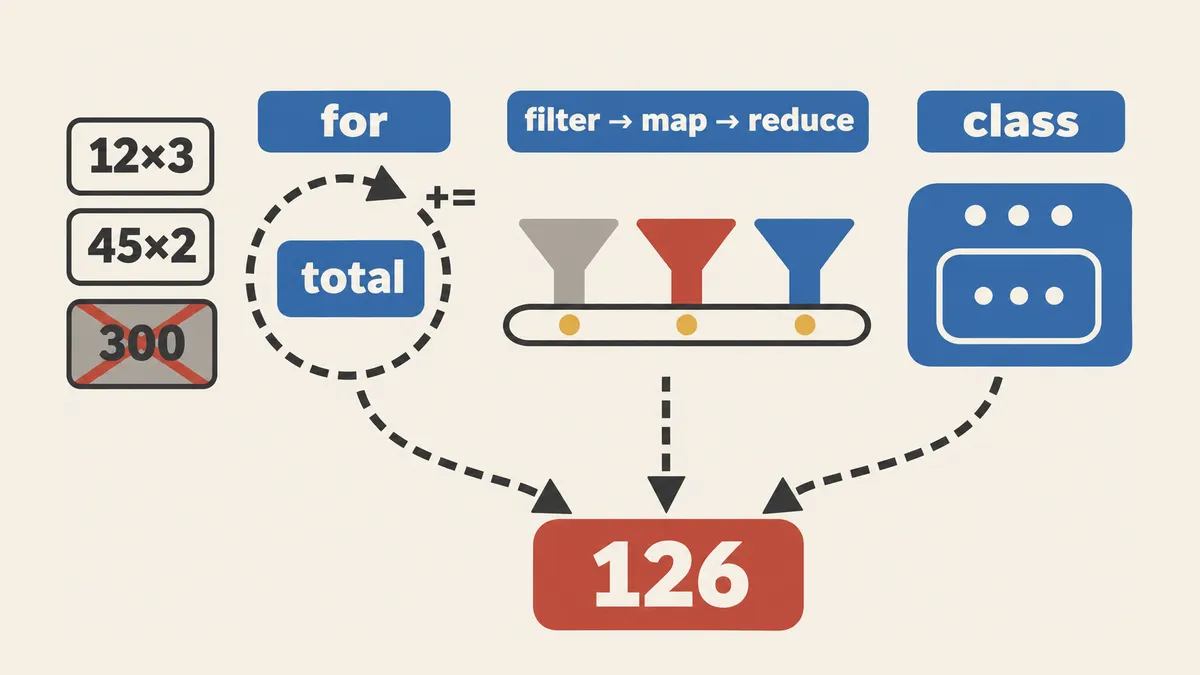 for
filter → map → reduce
class
12×3
45×2
300
+=
total
126